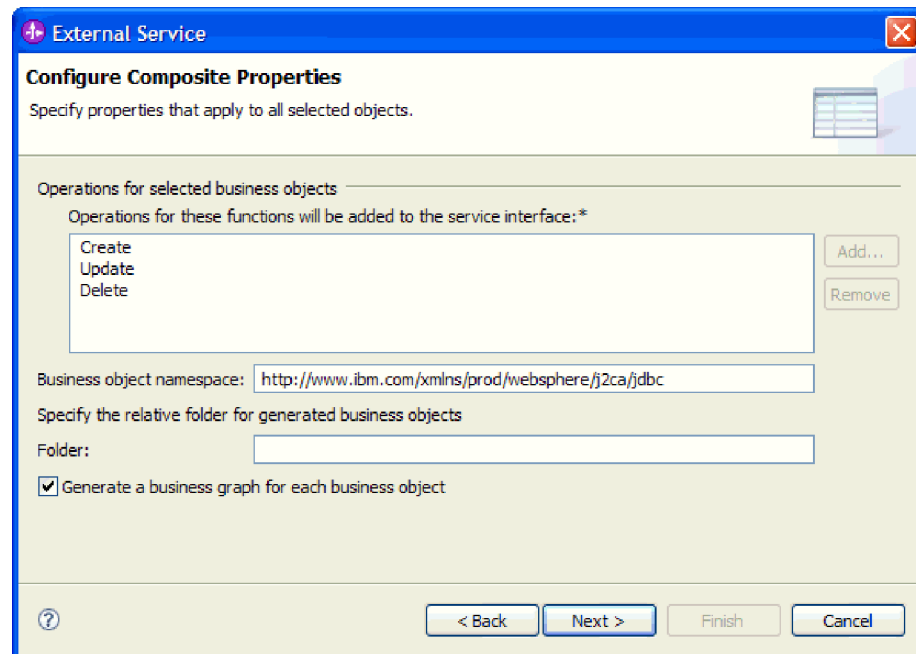 External Service
Configure Composite Properties
Specify properties that apply to all selected objects.
Operations for selected business objects
Operations for these functions will be added to the service interface:*
Create
Update
Delete
Add...
Remove
Business object namespace: http://www.ibm.com/xmlns/prod/websphere/j2ca/jdbc
Specify the relative folder for generated business objects
Folder:
Generate a business graph for each business object
? < Back Next > Finish Cancel